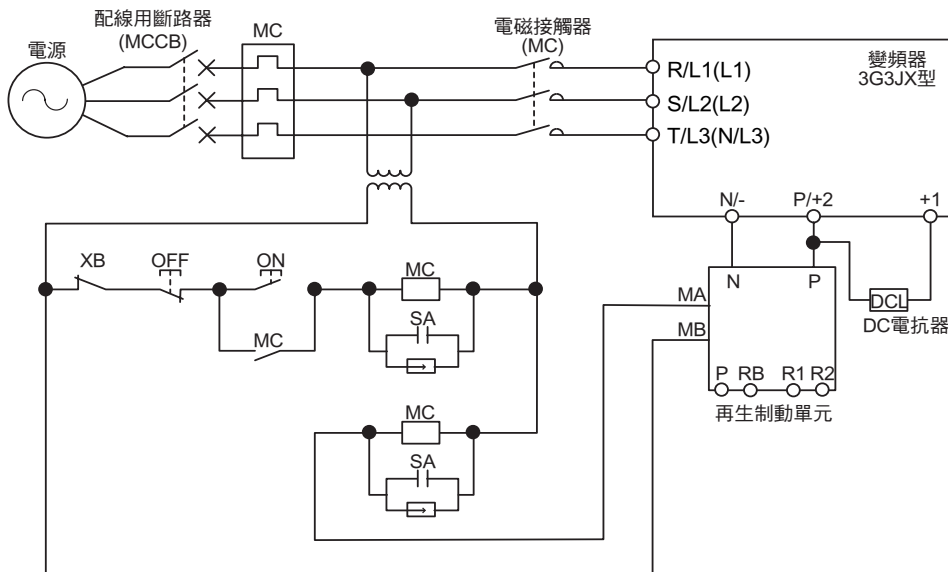 配線用斷路器
(MCCB)
MC
電磁接觸器
(MC)
電源
變頻器
3G3JX型
R/L1(L1)
S/L2(L2)
T/L3(N/L3)
N/-
P/+2
+1
XB
OFF
ON
MC
MC
SA
MA
MB
N
P
DCL
DC電抗器
P
RB
R1
R2
再生制動單元
MC
SA